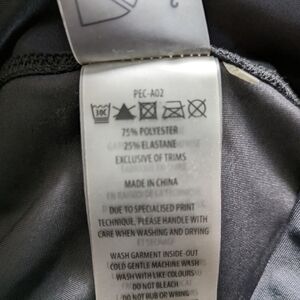 PEC-A02
30C
75% POLYESTER
25% ELASTANE
EXCLUSIVE OF TRIMS
MADE IN CHINA
DUE TO SPECIALISED PRINT
TECHNIQUE, PLEASE HANDLE WITH
CARE WHEN WASHING AND DRYING
WASH GARMENT INSIDE-OUT
COLD GENTLE MACHINE WASH
WASH WITH LIKE COLOURS
DO NOT BLEACH
DO NOT RUB OR WRING